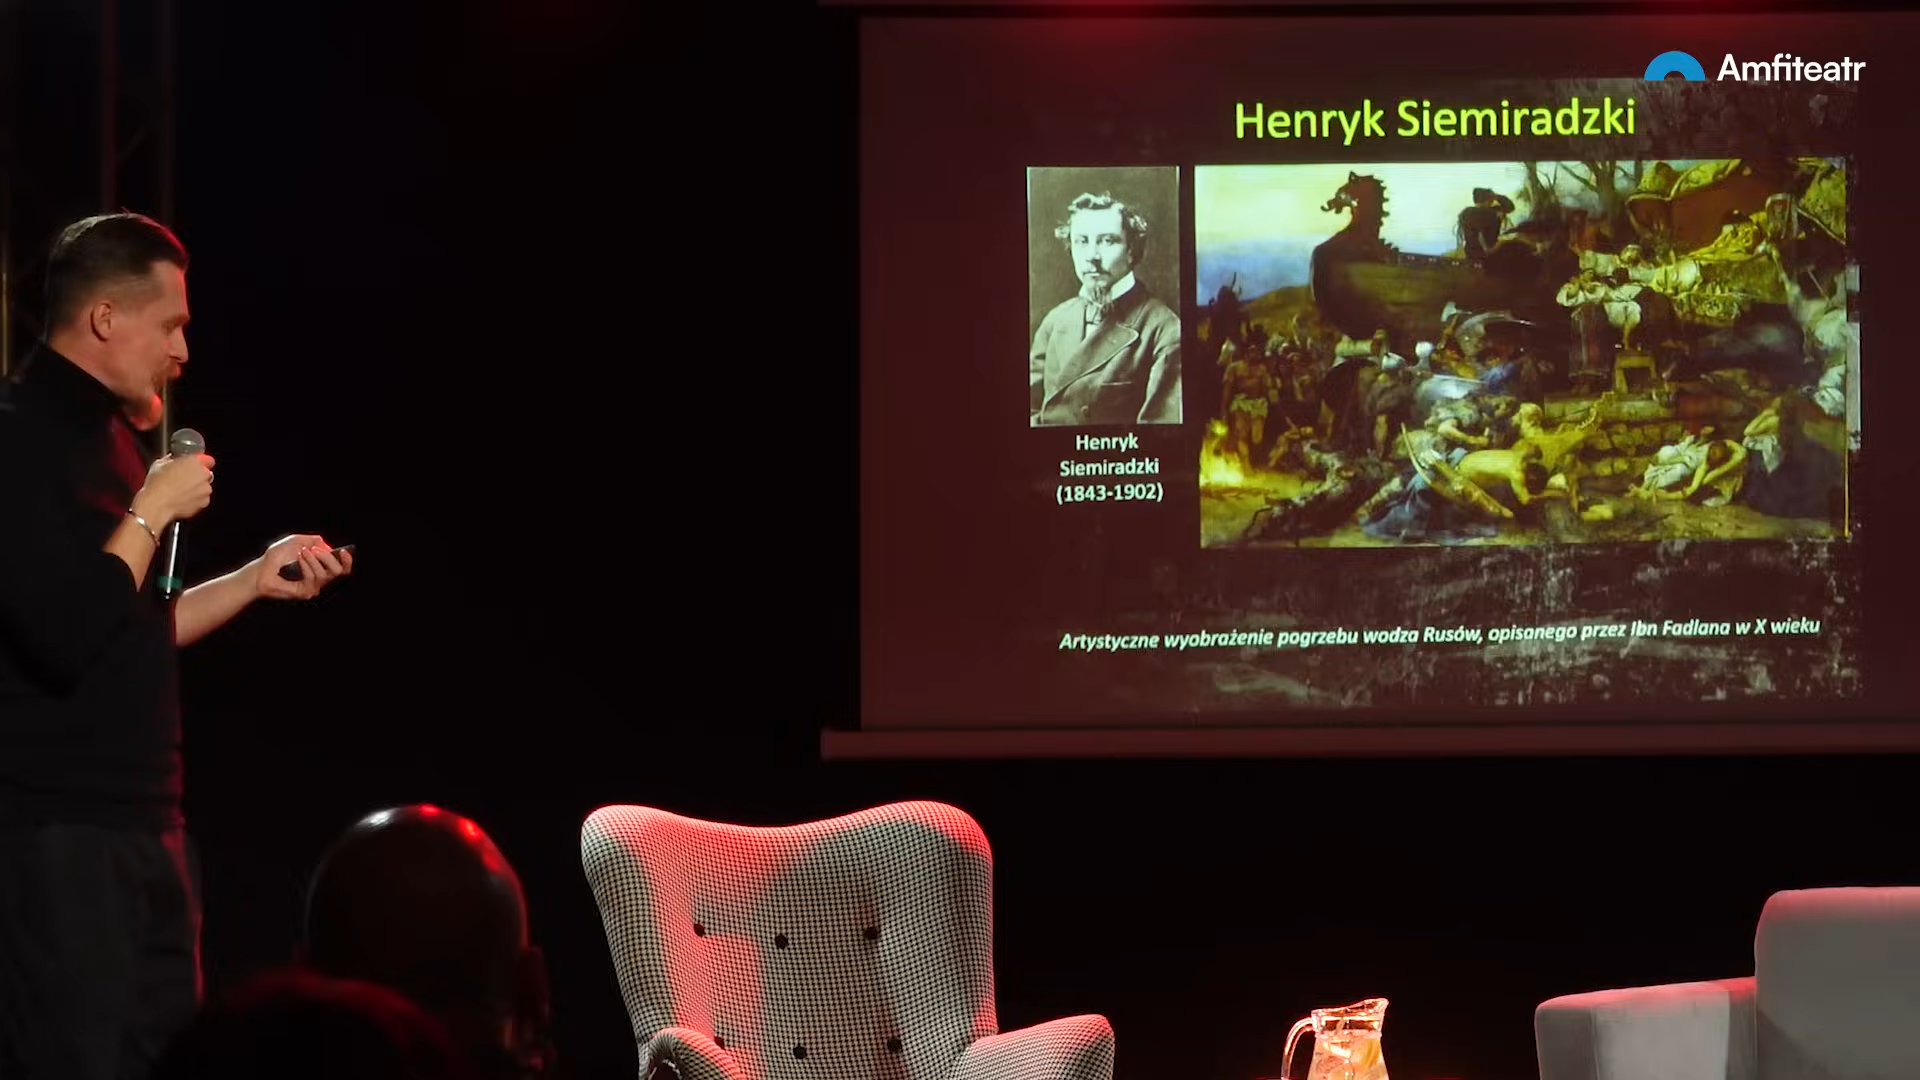 Amfiteatr
Henryk Siemiradzki
Henryk
Siemiradzki
(1843-1902)
Artystyczne wyobrażenie pogrzebu wodza Rusów, opisanego przez Ibn Fadlana w X wieku